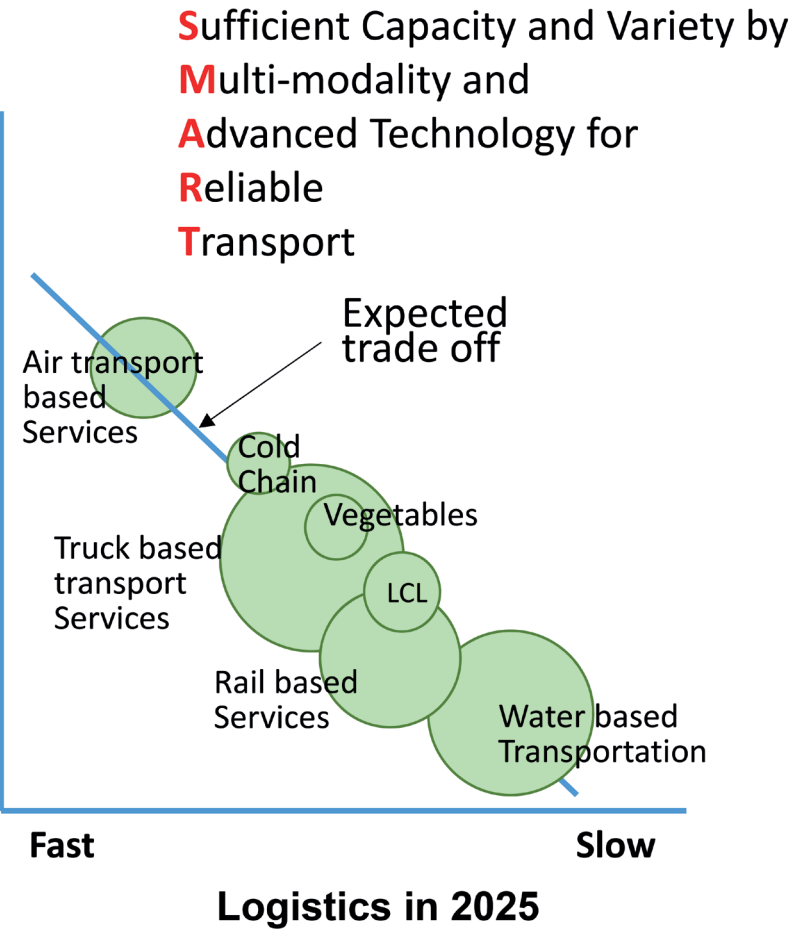 Sufficient Capacity and Variety by
Multi-modality and
Advanced Technology for
Reliable
Transport
Expected
trade off
Air transport
based
Services
Cold
Chain
Vegetables
Truck based
transport
Services
LCL
Rail based
Services
Water based
Transportation
Fast
Slow
Logistics in 2025